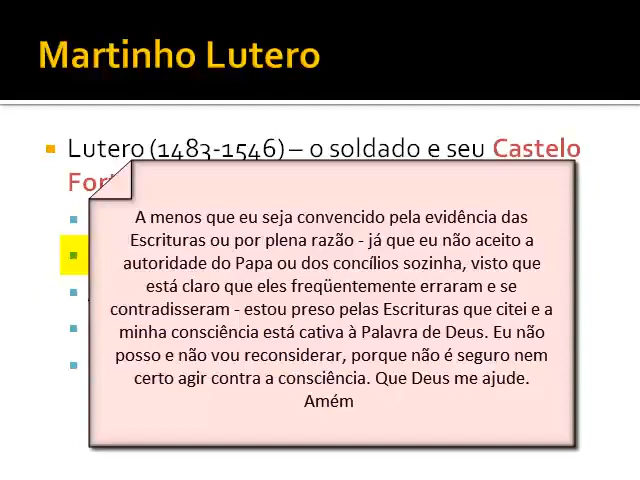 Martinho Lutero
Lutero (1483-1546) – o soldado e seu Castelo
A menos que eu seja convencido pela evidência das
Escrituras ou por plena razão - já que eu não aceito a
autoridade do Papa ou dos concílios sozinha, visto que
está claro que eles freqüentemente erraram e se
contradisseram - estou preso pelas Escrituras que citei e a
minha consciência está cativa à Palavra de Deus. Eu não
posso e não vou reconsiderar, porque não é seguro nem
certo agir contra a consciência. Que Deus me ajude.
Amém